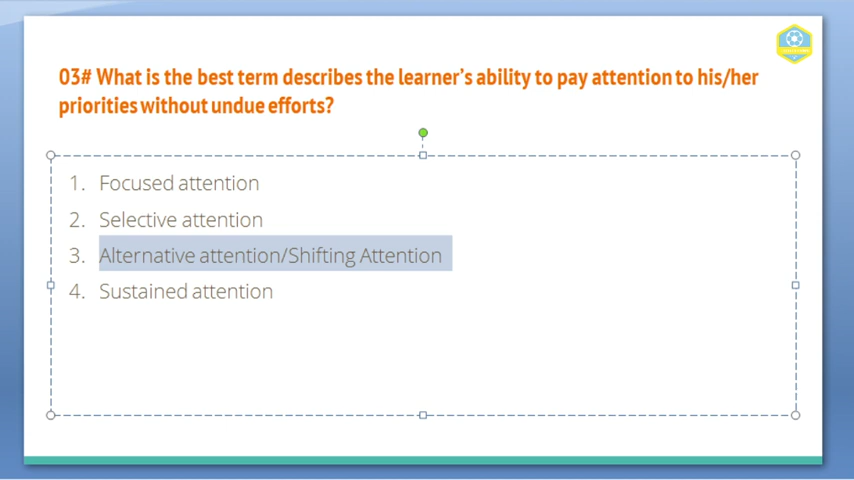 03# What is the best term describes the learner's ability to pay attention to his/her
priorities without undue efforts?
1. Focused attention
2. Selective attention
3. Alternative attention/Shifting Attention
4. Sustained attention